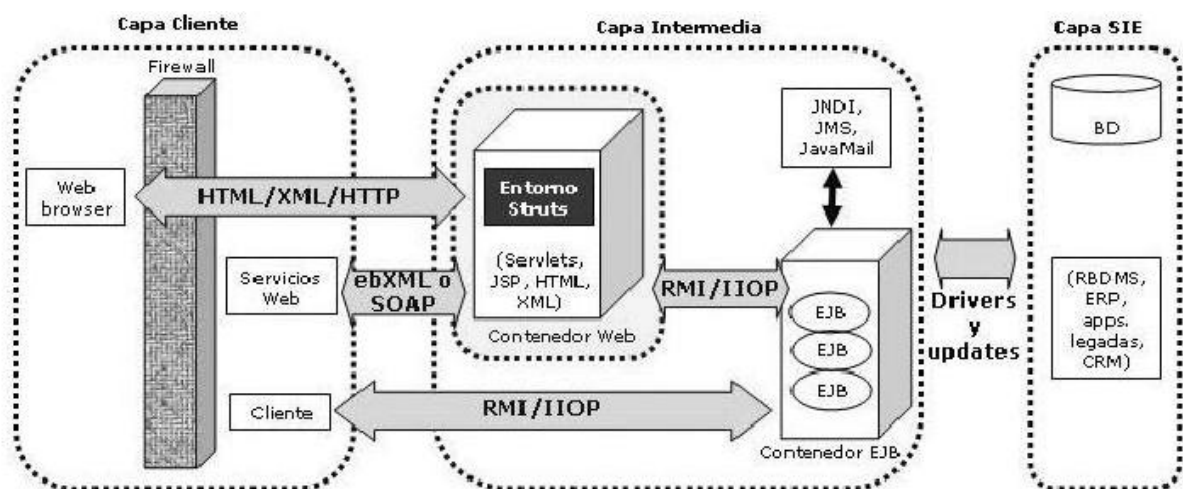 Capa Cliente
Capa Intermedia
Capa SIE
Firewall
Web
browser
HTML/XML/HTTP
Servicios
Web
ebXML o
SOAP
Cliente
RMI/IIOP
Entorno
Struts
(Servlets,
JSP, HTML,
XML)
Contenedor Web
RMI/IIOP
JNDI,
JMS,
JavaMail
EJB
EJB
EJB
Contenedor EJB
Drivers
y
updates
BD
(RBDMS,
ERP,
apps.
legadas,
CRM)